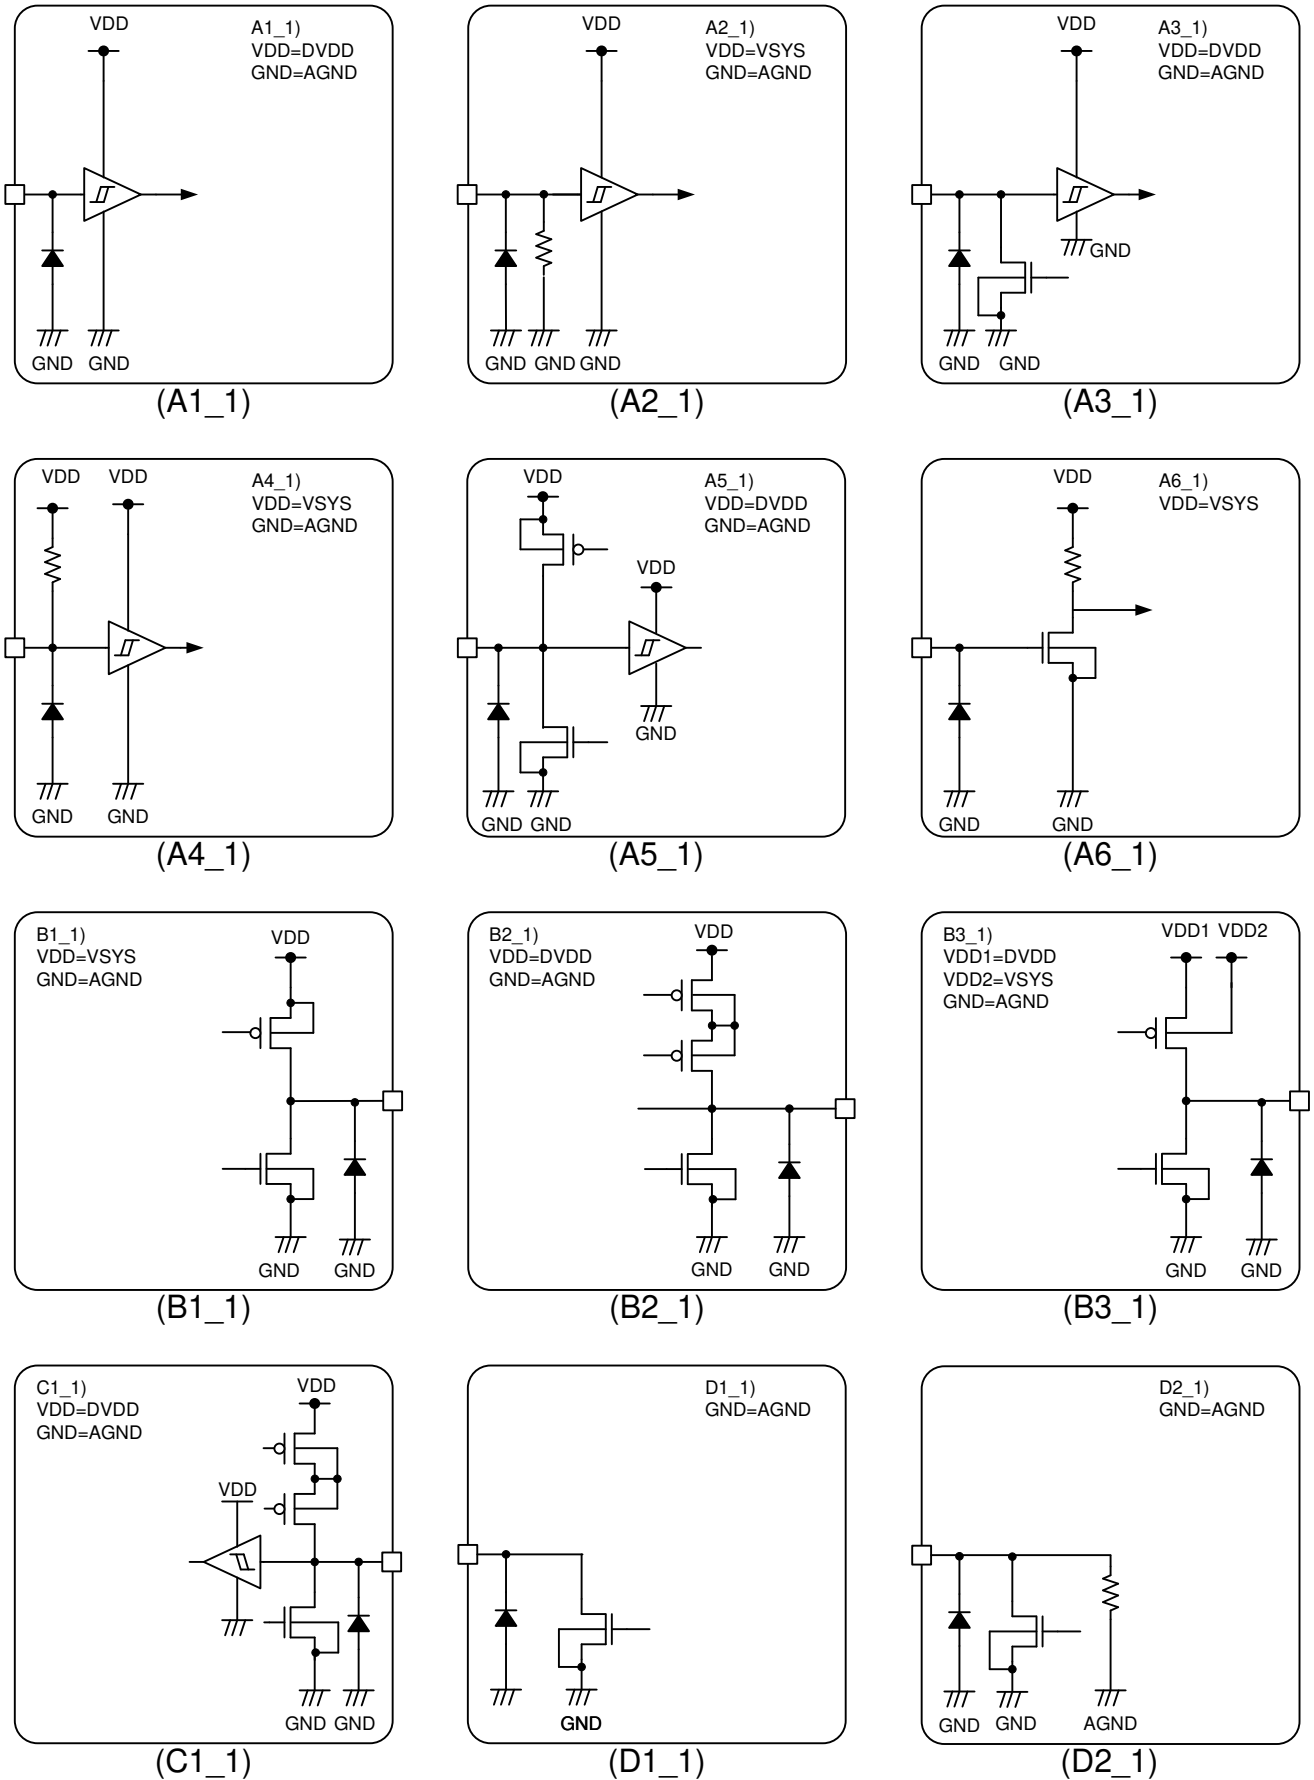 VDD
A1_1)
VDD=DVDD
GND=AGND
GND GND
(A1_1)
VDD
A2_1)
VDD=VSYS
GND=AGND
GND GND GND
(A2_1)
VDD
A3_1)
VDD=DVDD
GND=AGND
GND
GND GND
(A3_1)
VDD VDD
A4_1)
VDD=VSYS
GND=AGND
GND GND
(A4_1)
VDD
A5_1)
VDD=DVDD
GND=AGND
VDD
GND
GND GND
(A5_1)
VDD
A6_1)
VDD=VSYS
GND GND
(A6_1)
B1_1)
VDD=VSYS
GND=AGND
VDD
GND GND
(B1_1)
B2_1)
VDD=DVDD
GND=AGND
VDD
GND GND
(B2_1)
B3_1)
VDD1=DVDD
VDD2=VSYS
GND=AGND
VDD1 VDD2
GND GND
(B3_1)
C1_1)
VDD=DVDD
GND=AGND
VDD
VDD
GND GND
(C1_1)
D1_1)
GND=AGND
GND
(D1_1)
D2_1)
GND=AGND
GND GND AGND
(D2_1)